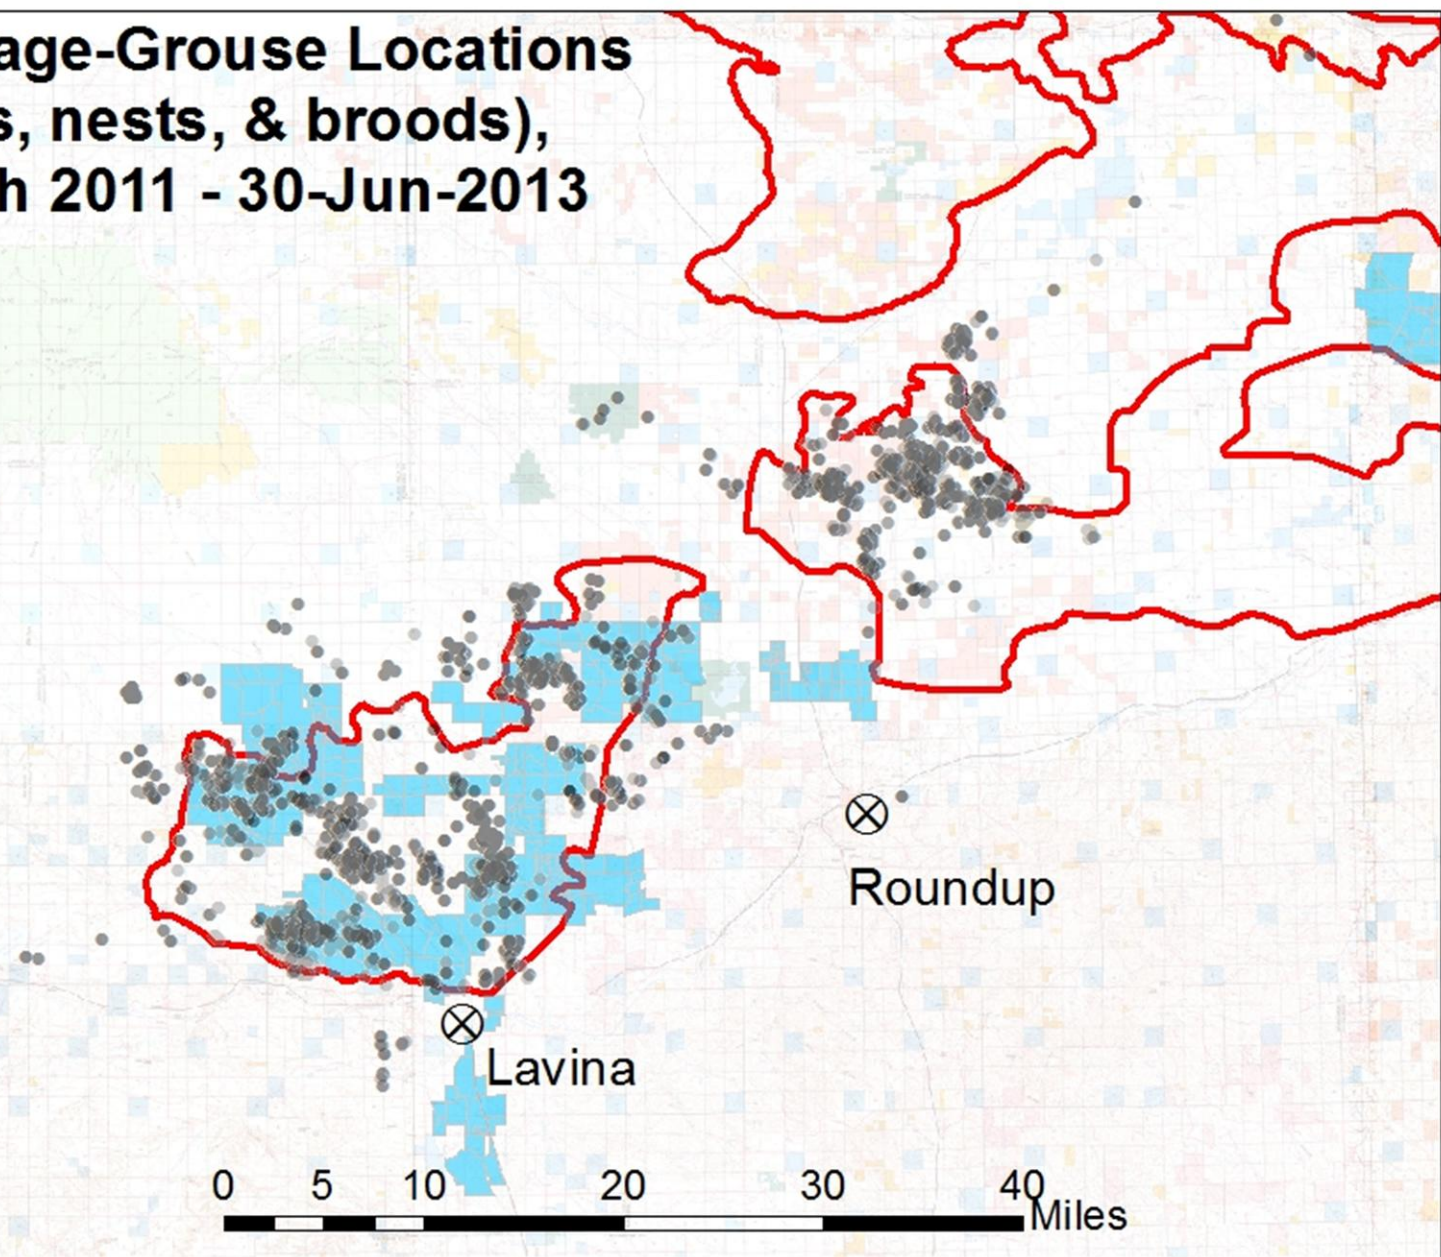 age-Grouse Locations
s, nests, & broods),
h 2011 - 30-Jun-2013
Roundup
Lavina
0 5 10 20 30 40
Miles